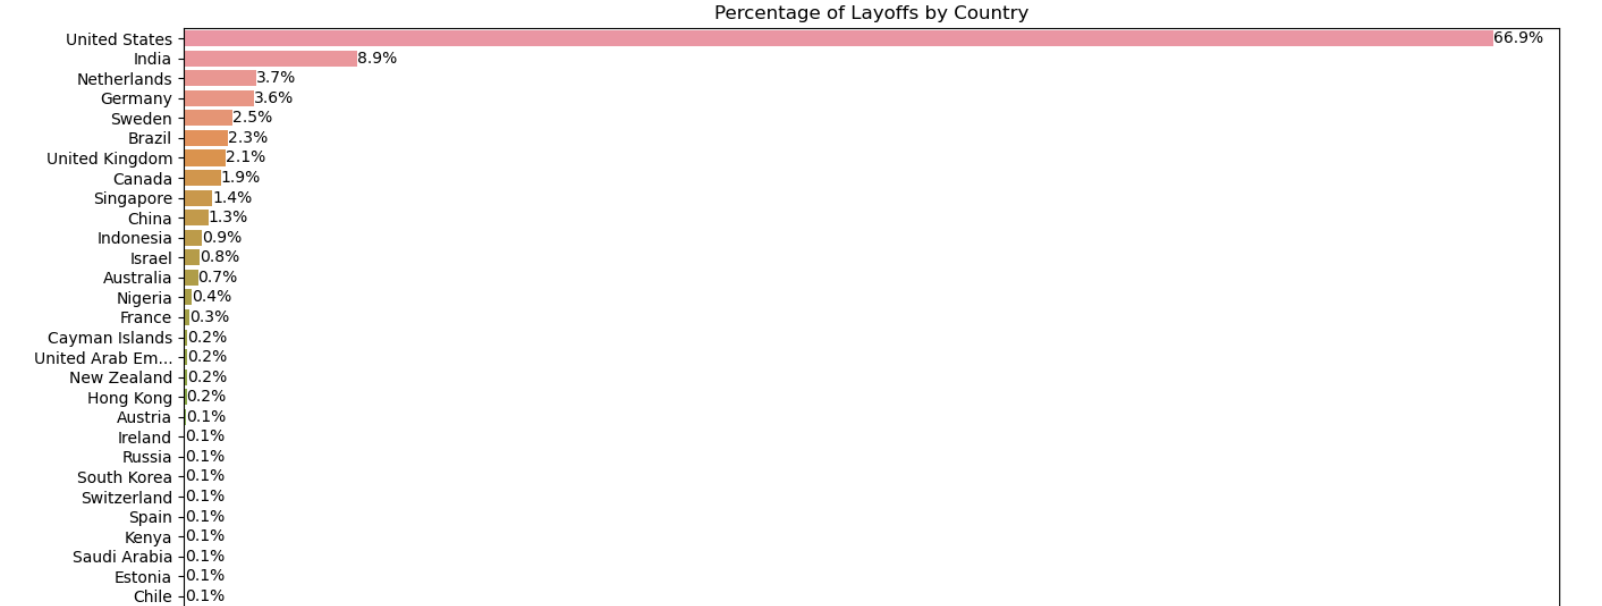 Percentage of Layoffs by Country
United States 66.9%
India 8.9%
Netherlands 3.7%
Germany 3.6%
Sweden 2.5%
Brazil 2.3%
United Kingdom 2.1%
Canada 1.9%
Singapore 1.4%
China 1.3%
Indonesia 0.9%
Israel 0.8%
Australia 0.7%
Nigeria 0.4%
France 0.3%
Cayman Islands 0.2%
United Arab Em... 0.2%
New Zealand 0.2%
Hong Kong 0.2%
Austria 0.1%
Ireland 0.1%
Russia 0.1%
South Korea 0.1%
Switzerland 0.1%
Spain 0.1%
Kenya 0.1%
Saudi Arabia 0.1%
Estonia 0.1%
Chile 0.1%